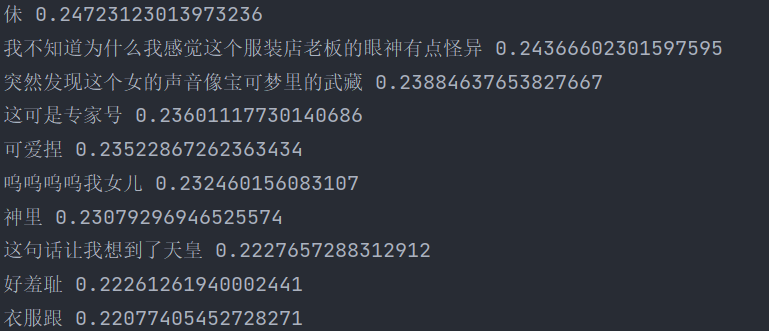 怺 0.24723123013973236
我不知道为什么我感觉这个服装店老板的眼神有点怪异 0.24366602301597595
突然发现这个女的声音像宝可梦里的武藏 0.23884637653827667
这可是专家号 0.23601117730140686
可爱捏 0.23522867262363434
呜呜呜呜我女儿 0.232460156083107
神里 0.23079296946525574
这句话让我想到了天皇 0.2227657288312912
好羞耻 0.22261261940002441
衣服跟 0.22077405452728271